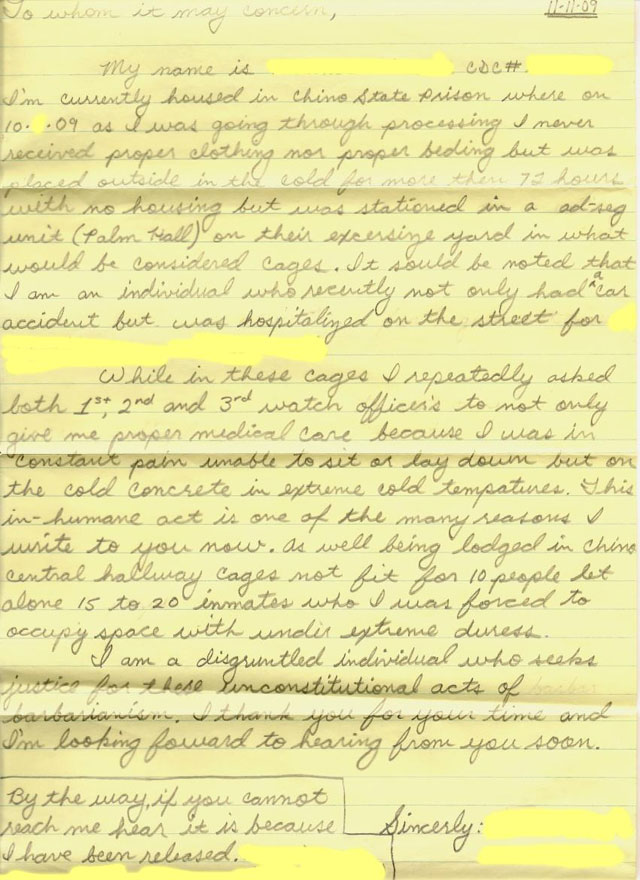 To whom it may concern,
11-11-09
My name is CDC#.
I'm currently housed in Chino State Prison where on
10- -09 as I was going through processing I never
received proper clothing nor proper beding but was
placed outside in the cold for more then 72 hours
with no housing but was stationed in a ad-seg
unit (Palm Hall) on their excersize yard in what
would be considered cages. It sould be noted that
I am an individual who recently not only had ^a car
accident but was hospitalized on the street for
While in these cages I repeatedly asked
both 1st, 2nd and 3rd watch officer's to not only
give me proper medical care because I was in
constant pain unable to sit or lay down but on
the cold concrete in extreme cold tempatures. This
in-humane act is one of the many reasons I
write to you now. As well being lodged in chino
central hallway cages not fit for 10 people let
alone 15 to 20 inmates who I was forced to
occupy space with undir extreme duress.
I am a disgruntled individual who seeks
justice for these unconstitutional acts of barbar
barbarianism. I thank you for your time and
I'm looking foward to hearing from you soon.
By the way, if you cannot
reach me hear it is because
I have been released.
Sincerly: